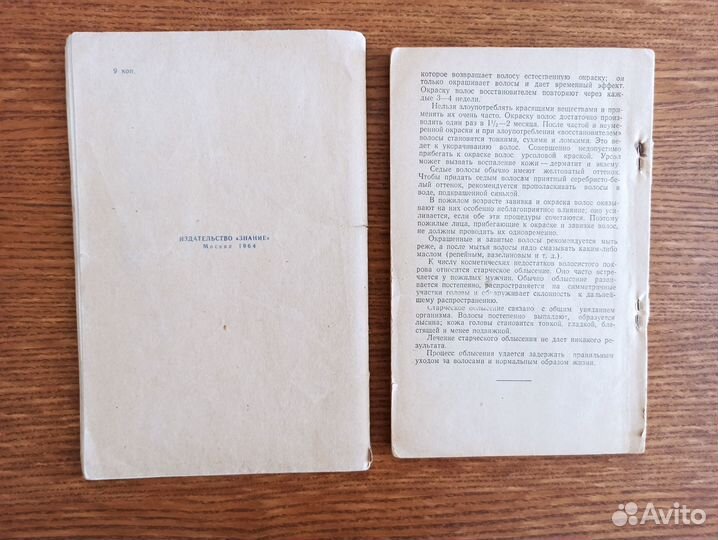 9 коп.
ИЗДАТЕЛЬСТВО «ЗНАНИЕ»
Москва 1964
которое возвращает волосу естественную окраску; он
только окрашивает волосы и дает временный эффект.
Окраску волос восстановителем повторяют через каж-
дые 3—4 недели.
Нельзя злоупотреблять красящими веществами и при-
менять их очень часто. Окраску волос достаточно произ-
водить один раз в 1½—2 месяца. После частой и неуме-
ренной окраски и при злоупотреблении «восстановителем»
волосы становятся тонкими, сухими и ломкими. Это ве-
дет к укорачиванию волос. Совершенно недопустимо
прибегать к окраске волос урсоловой краской. Урсол
может вызвать воспаление кожи — дерматит и экзему.
Седые волосы обычно имеют желтоватый оттенок.
Чтобы придать седым волосам приятный серебристо-бе-
лый оттенок, рекомендуется прополаскивать волосы в
воде, подкрашенной синькой.
В пожилом возрасте завивка и окраска волос оказы-
вают на них особенно неблагоприятное влияние; оно уси-
ливается, если обе эти процедуры сочетаются. Поэтому
пожилые лица, прибегающие к окраске и завивке волос,
не должны проводить их одновременно.
Окрашенные и завитые волосы рекомендуется мыть
реже, а после мытья волосы надо смазывать каким-либо
маслом (репейным, вазелиновым и т. д.).
К числу косметических недостатков волосистого по-
крова относится старческое облысение. Оно часто встре-
чается у пожилых мужчин. Обычно облысение разви-
вается постепенно, распространяется на симметричные
участки головы и обнаруживает склонность к дальней-
шему распространению.
Старческое облысение связано с общим увяданием
организма. Волосы постепенно выпадают, образуется
лысина; кожа головы становится тонкой, гладкой, бле-
стящей и менее подвижной.
Лечение старческого облысения не дает никакого ре-
зультата.
Процесс облысения удается задержать правильным
уходом за волосами и нормальным образом жизни.
Avito